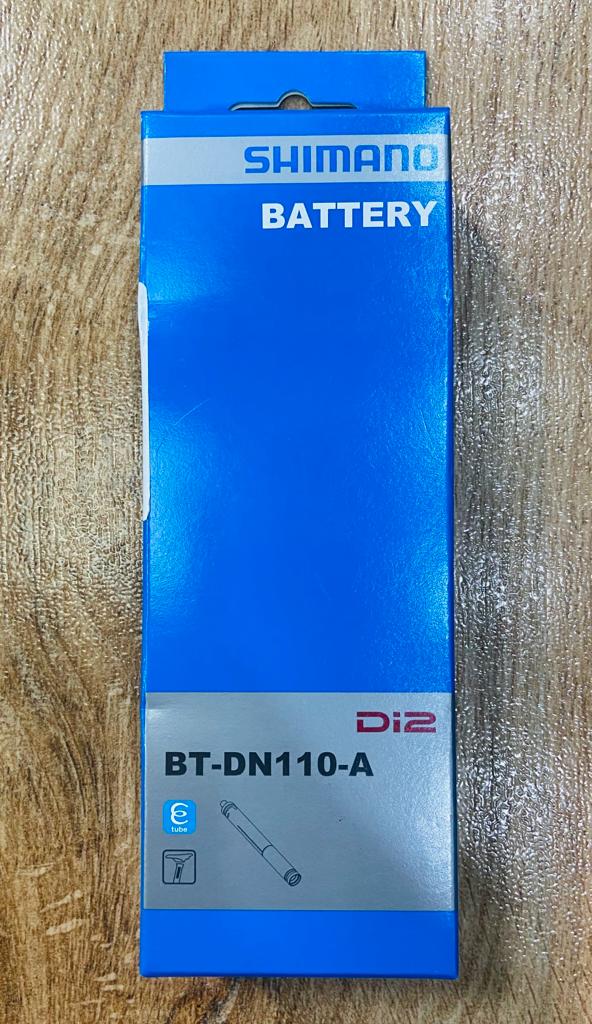 SHIMANO
BATTERY
Di2
BT-DN110-A
E
tube